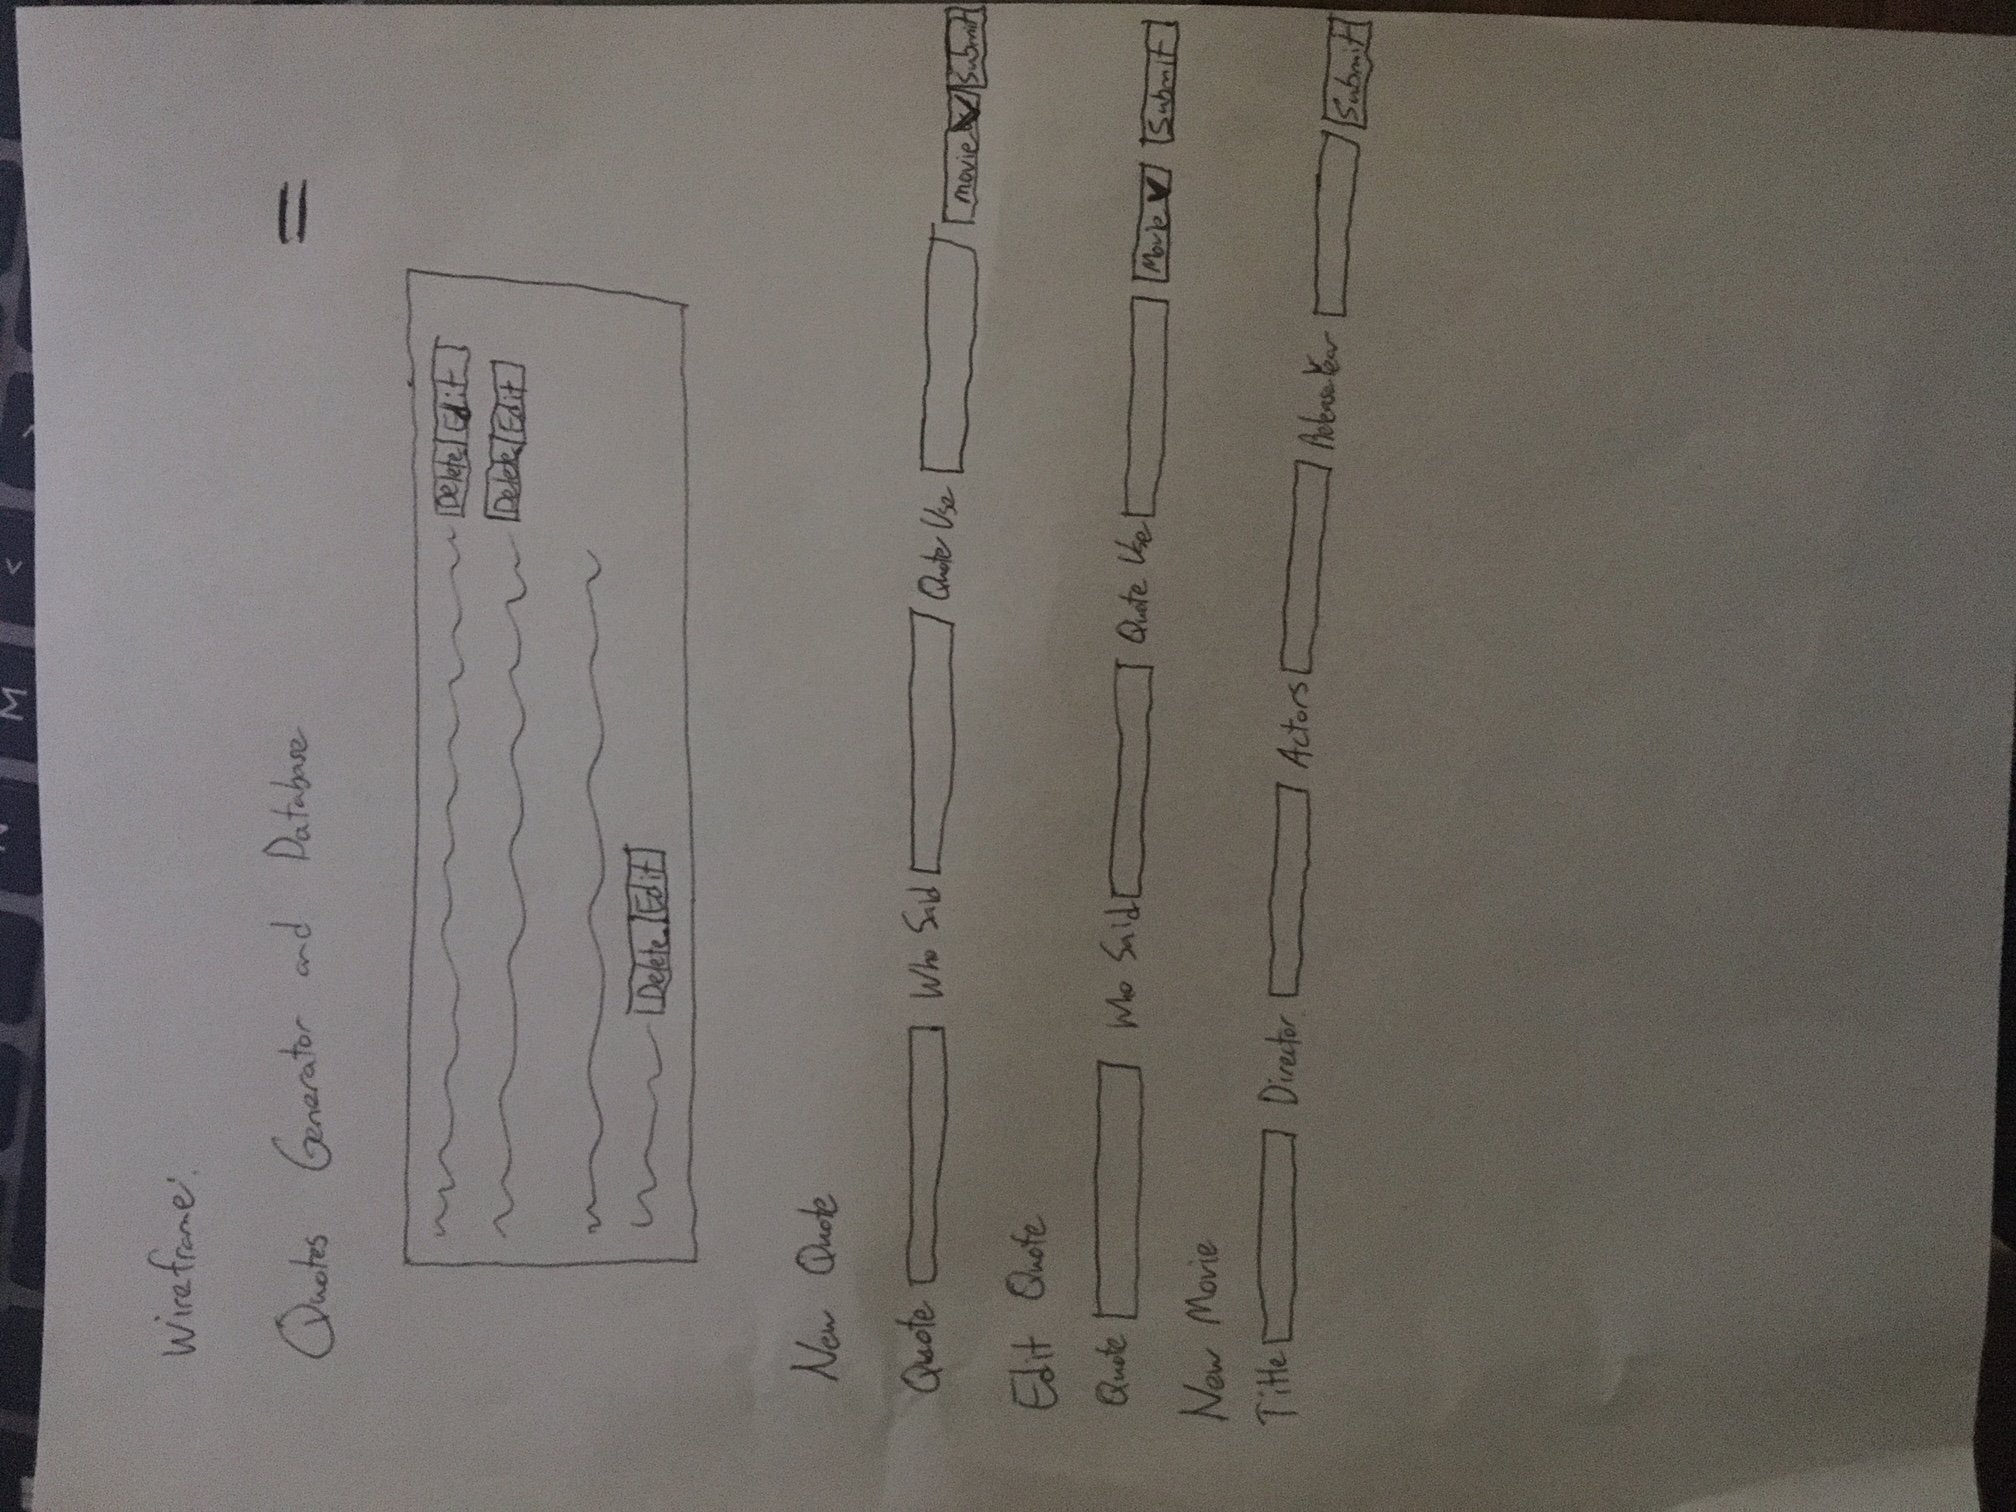 N M < >
Wireframe:
Quotes Generator and Database
Delete Edit
Delete Edit
Delete Edit
New Quote
Quote Who Said Quote Use movie Submit
Edit Quote
Quote Who Said Quote Use Movie Submit
New Movie
Title Director Actors Release Year Submit